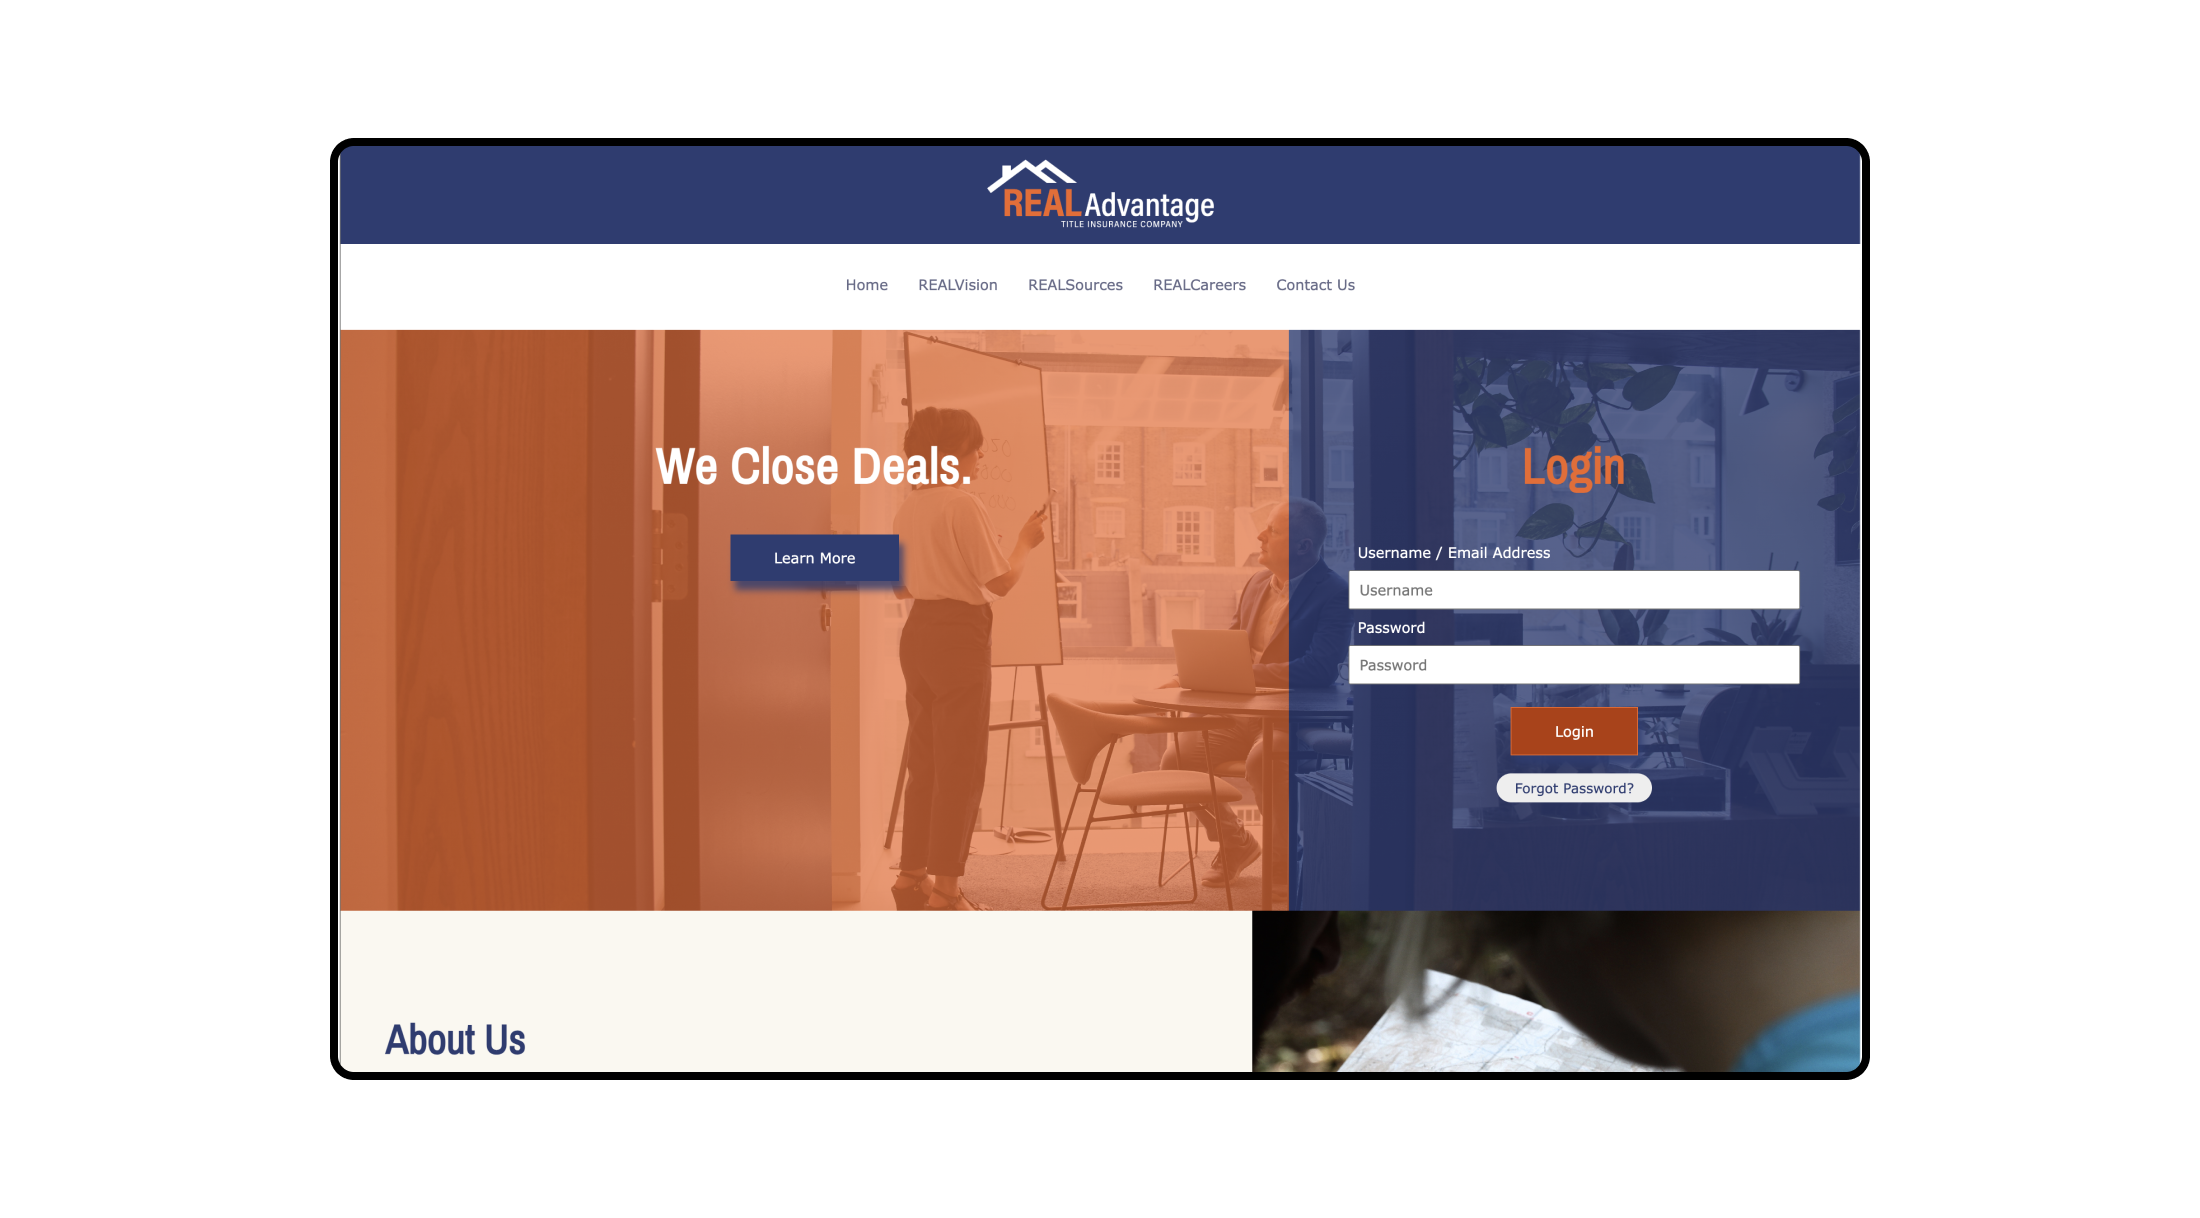 REAL Advantage
TITLE INSURANCE COMPANY
Home REALVision REALSources REALCareers Contact Us
We Close Deals.
Learn More
Login
Username / Email Address
Username
Password
Password
Login
Forgot Password?
About Us